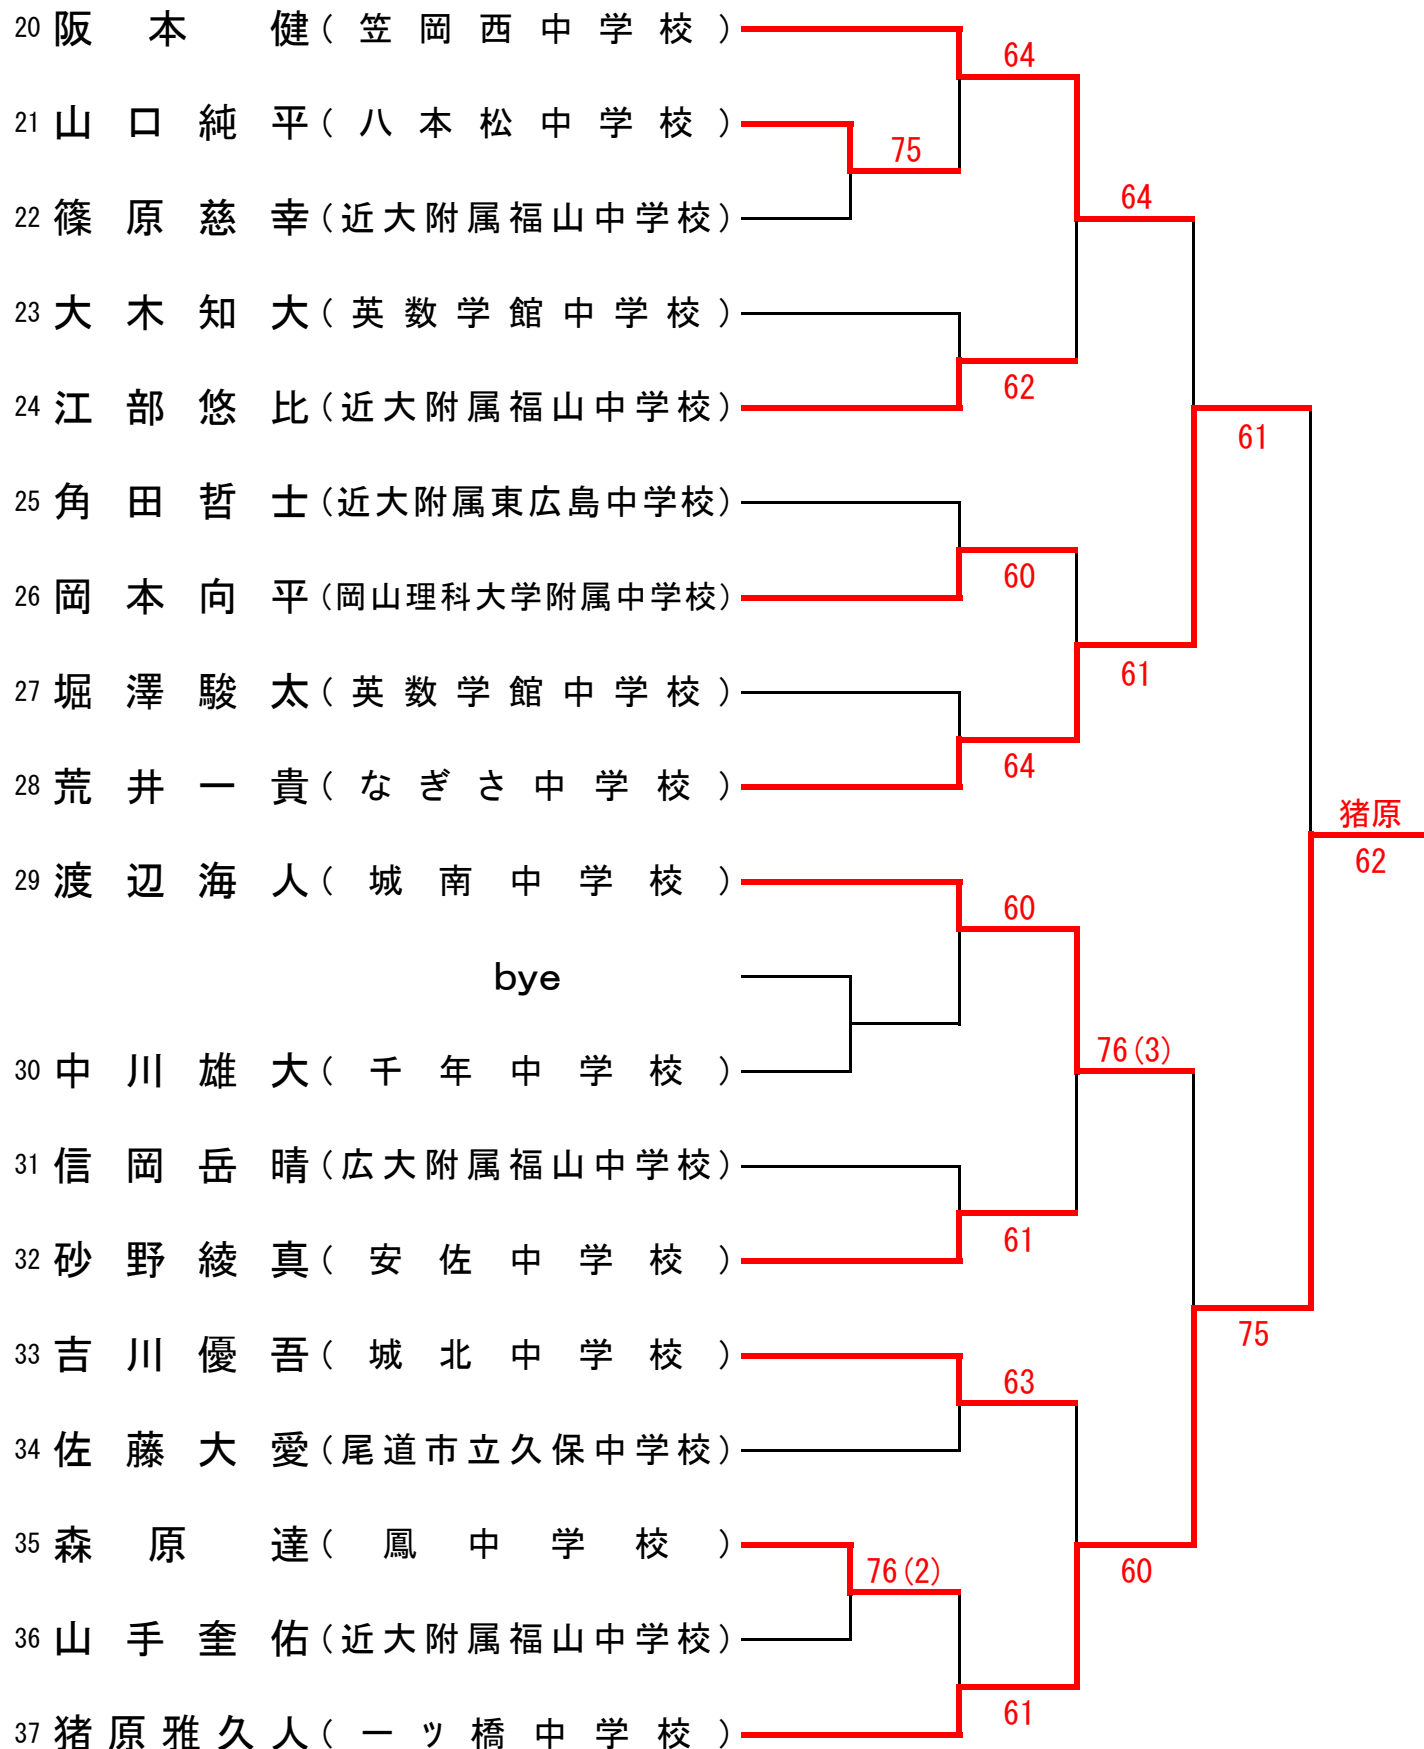 20 阪本健(笠岡西中学校)
64
21 山口純平(八本松中学校)
75
64
22 篠原慈幸(近大附属福山中学校)
23 大木知大(英数学館中学校)
62
24 江部悠比(近大附属福山中学校)
61
25 角田哲士(近大附属東広島中学校)
60
26 岡本向平(岡山理科大学附属中学校)
61
27 堀澤駿太(英数学館中学校)
64
28 荒井一貴(なぎさ中学校)
猪原
62
29 渡辺海人(城南中学校)
60
bye
76(3)
30 中川雄大(千年中学校)
31 信岡岳晴(広大附属福山中学校)
61
32 砂野綾真(安佐中学校)
75
33 吉川優吾(城北中学校)
63
34 佐藤大愛(尾道市立久保中学校)
35 森原達(鳳中学校)
76(2)
60
36 山手奎佑(近大附属福山中学校)
61
37 猪原雅久人(一ッ橋中学校)